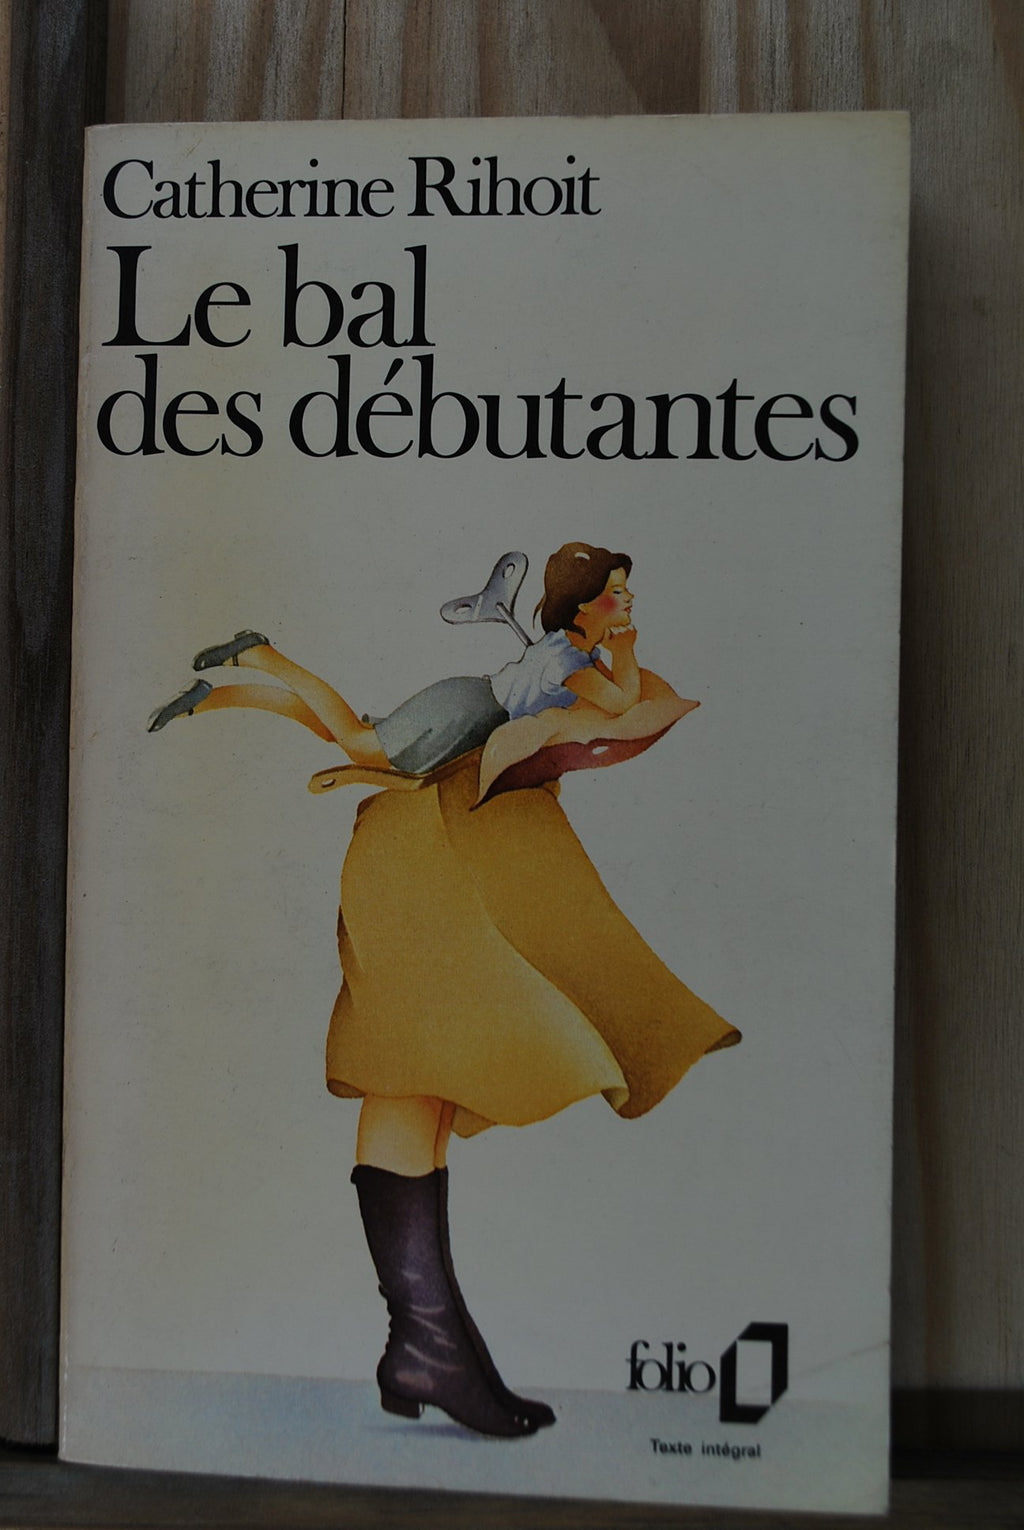 Catherine Rihoit
Le bal
des débutantes
folio
Texte intégral